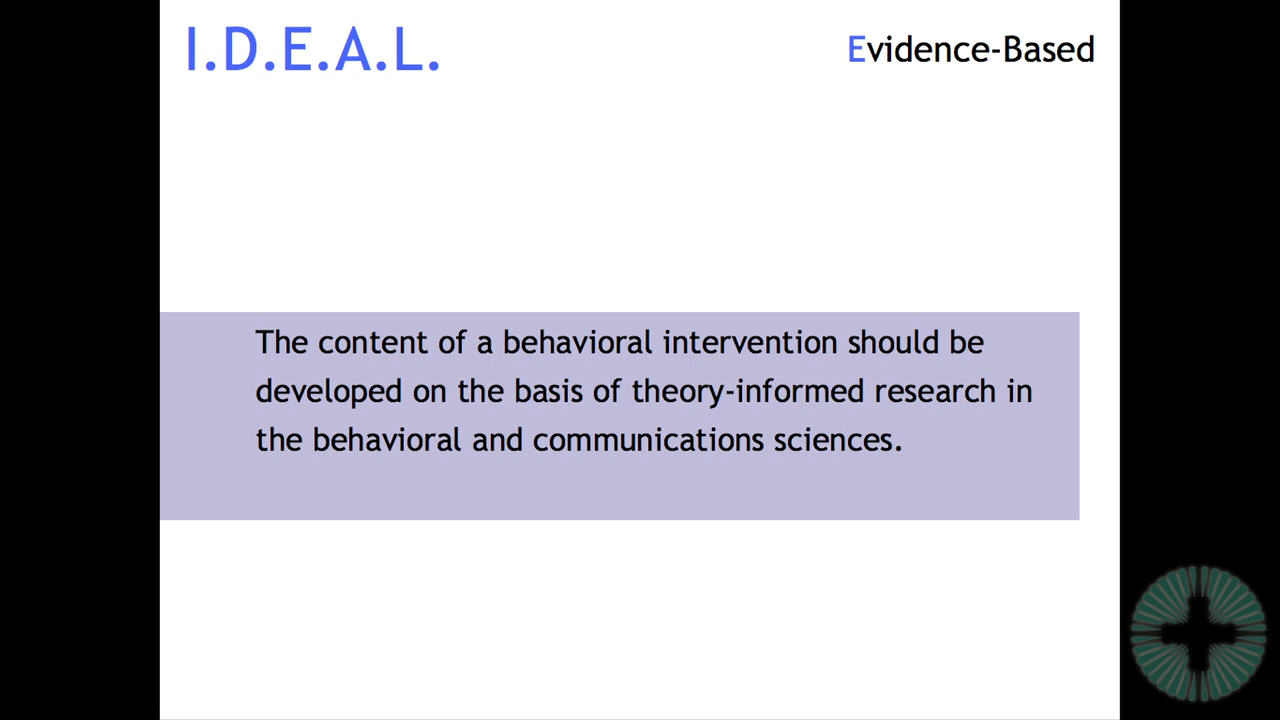 I.D.E.A.L.
Evidence-Based
The content of a behavioral intervention should be
developed on the basis of theory-informed research in
the behavioral and communications sciences.